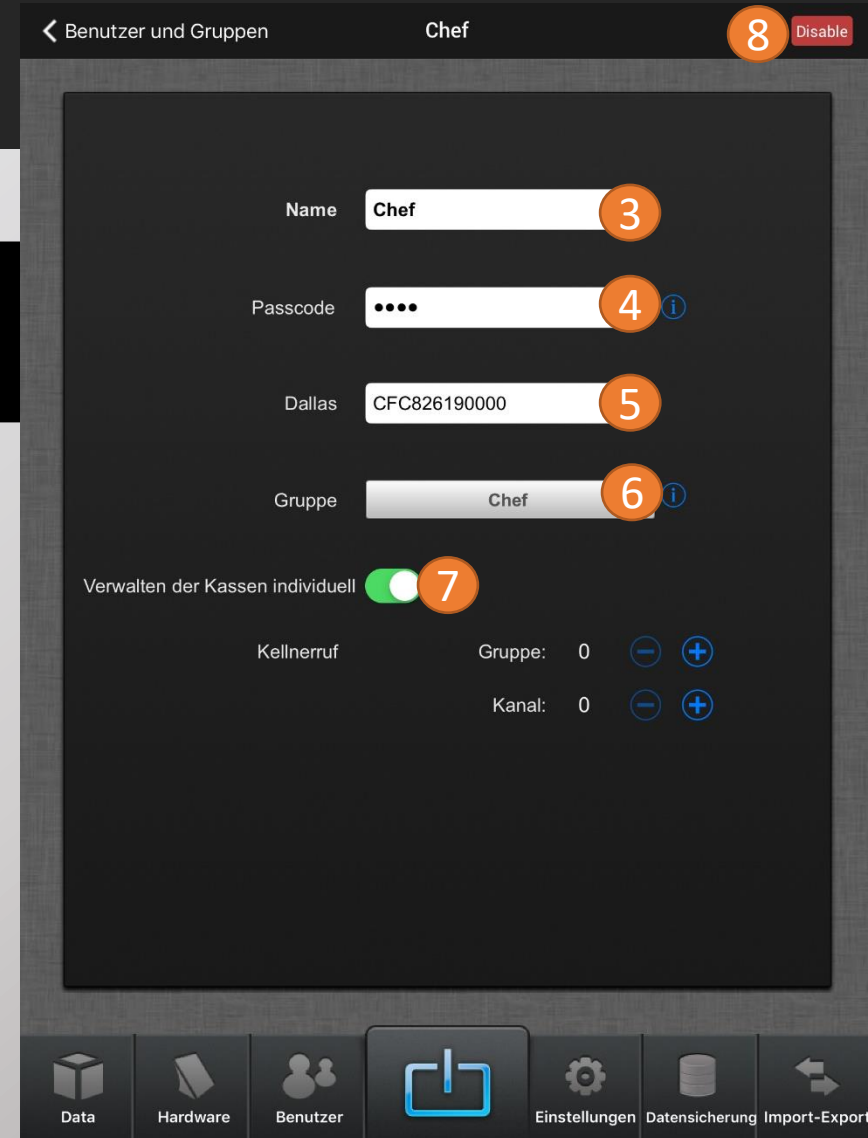 Benutzer und Gruppen Chef 8 Disable
Name Chef 3
Passcode •••• 4 i
Dallas CFC826190000 5
Gruppe Chef 6 i
Verwalten der Kassen individuell 7
Kellnerruf Gruppe: 0 − +
Kanal: 0 − +
Data Hardware Benutzer Einstellungen Datensicherung Import-Export